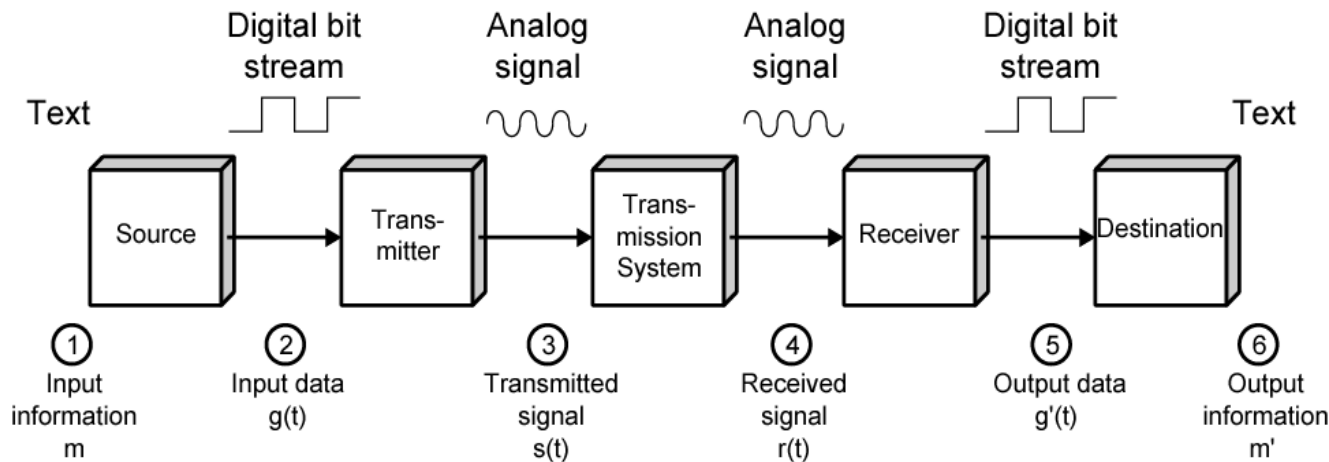 Digital bit
stream
Analog
signal
Analog
signal
Digital bit
stream
Text
Text
Source
Trans-
mitter
Trans-
mission
System
Receiver
Destination
1
Input
information
m
2
Input data
g(t)
3
Transmitted
signal
s(t)
4
Received
signal
r(t)
5
Output data
g'(t)
6
Output
information
m'